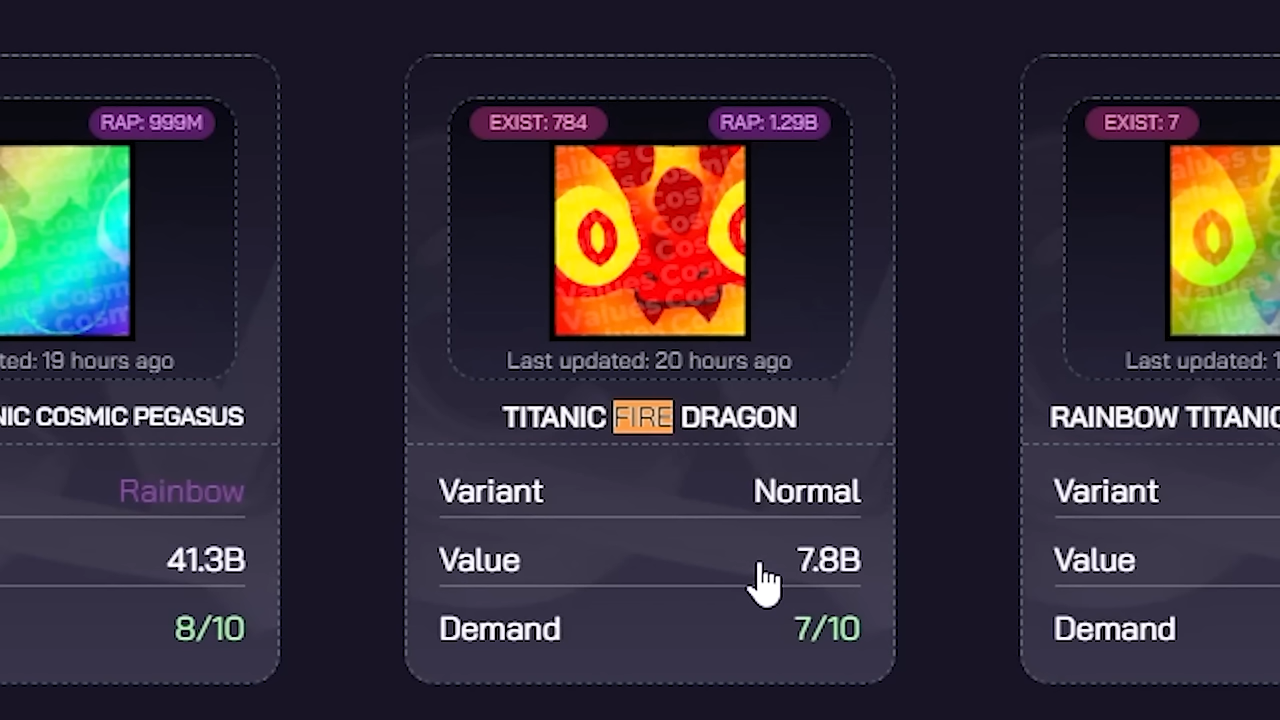 RAP: 999M
ted: 19 hours ago
NIC COSMIC PEGASUS
Rainbow
41.3B
8/10
EXIST: 784
RAP: 1.29B
Values Cosmic
Last updated: 20 hours ago
TITANIC FIRE DRAGON
Variant Normal
Value 7.8B
Demand 7/10
EXIST: 7
Last updated: 1
RAINBOW TITANIC
Variant
Value
Demand